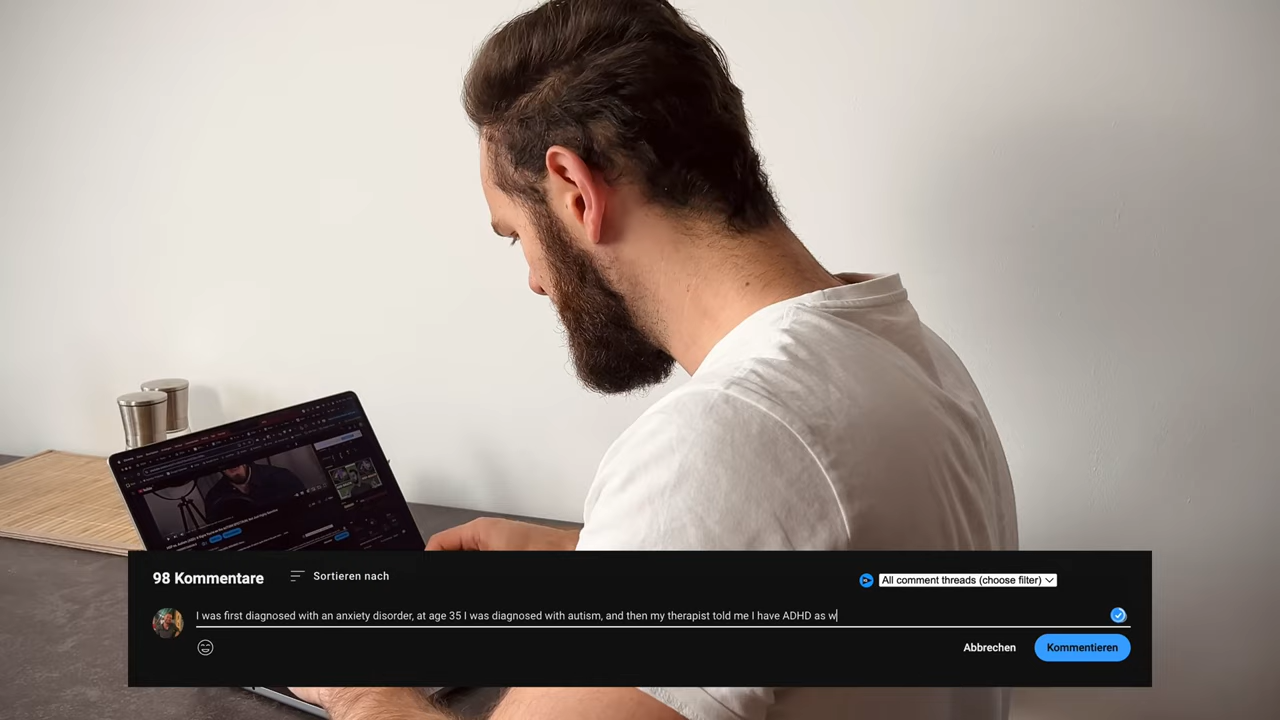 98 Kommentare
Sortieren nach
All comment threads (choose filter)
I was first diagnosed with an anxiety disorder, at age 35 I was diagnosed with autism, and then my therapist told me I have ADHD as w
Abbrechen
Kommentieren